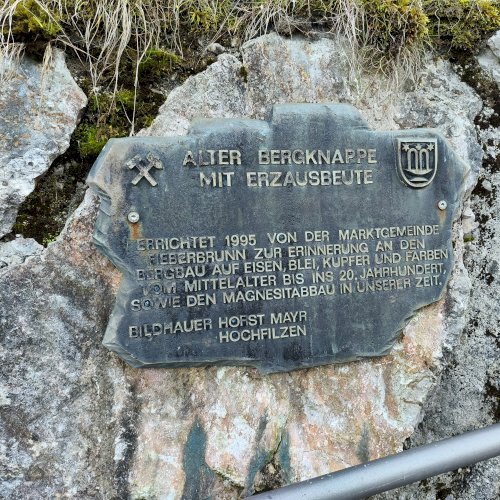 ALTER BERGKNAPPE
MIT ERZAUSBEUTE
ERRICHTET 1995 VON DER MARKTGEMEINDE
FIEBERBRUNN ZUR ERINNERUNG AN DEN
BERGBAU AUF EISEN, BLEI, KUPFER UND FARBEN
VOM MITTELALTER BIS INS 20. JAHRHUNDERT,
SOWIE DEN MAGNESITABBAU IN UNSERER ZEIT.
BILDHAUER HORST MAYR
HOCHFILZEN